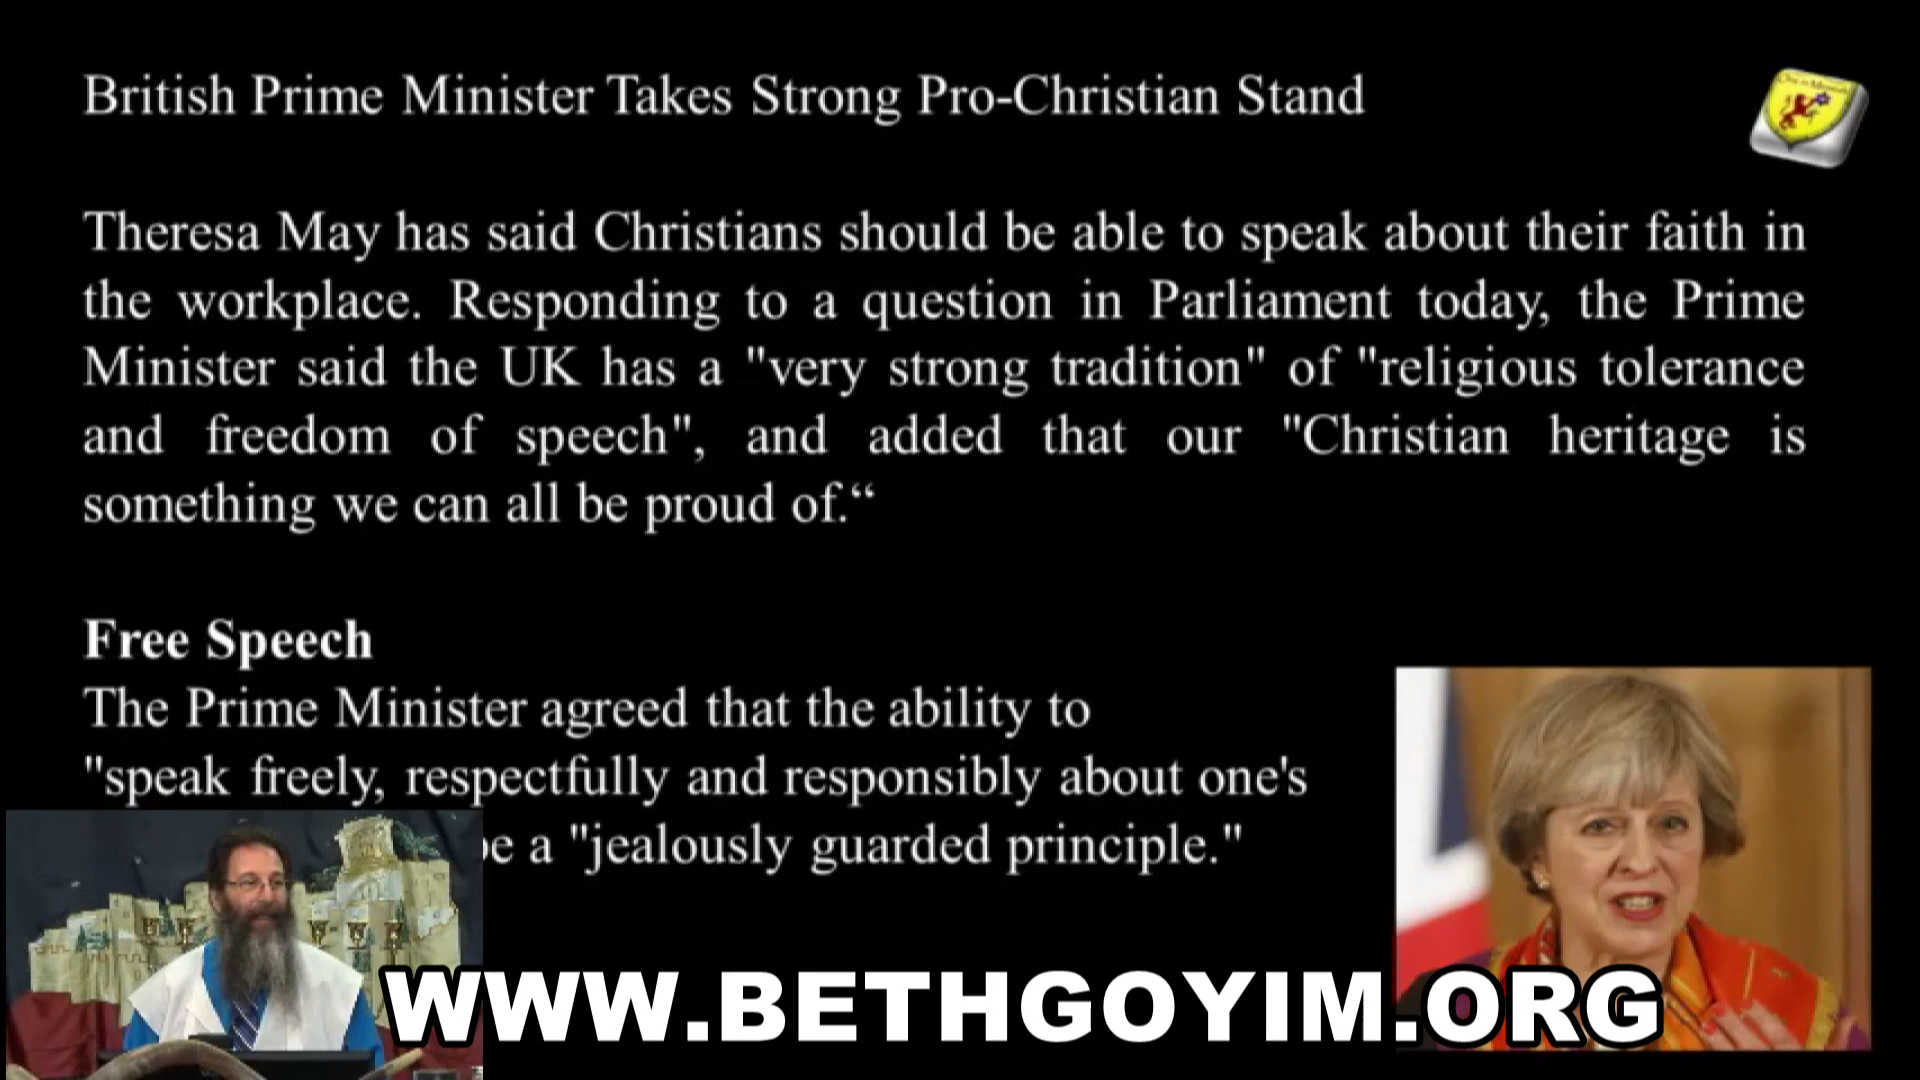 British Prime Minister Takes Strong Pro-Christian Stand
Theresa May has said Christians should be able to speak about their faith in
the workplace. Responding to a question in Parliament today, the Prime
Minister said the UK has a "very strong tradition" of "religious tolerance
and freedom of speech", and added that our "Christian heritage is
something we can all be proud of.“
Free Speech
The Prime Minister agreed that the ability to
"speak freely, respectfully and responsibly about one's
a "jealously guarded principle."
WWW.BETHGOYIM.ORG